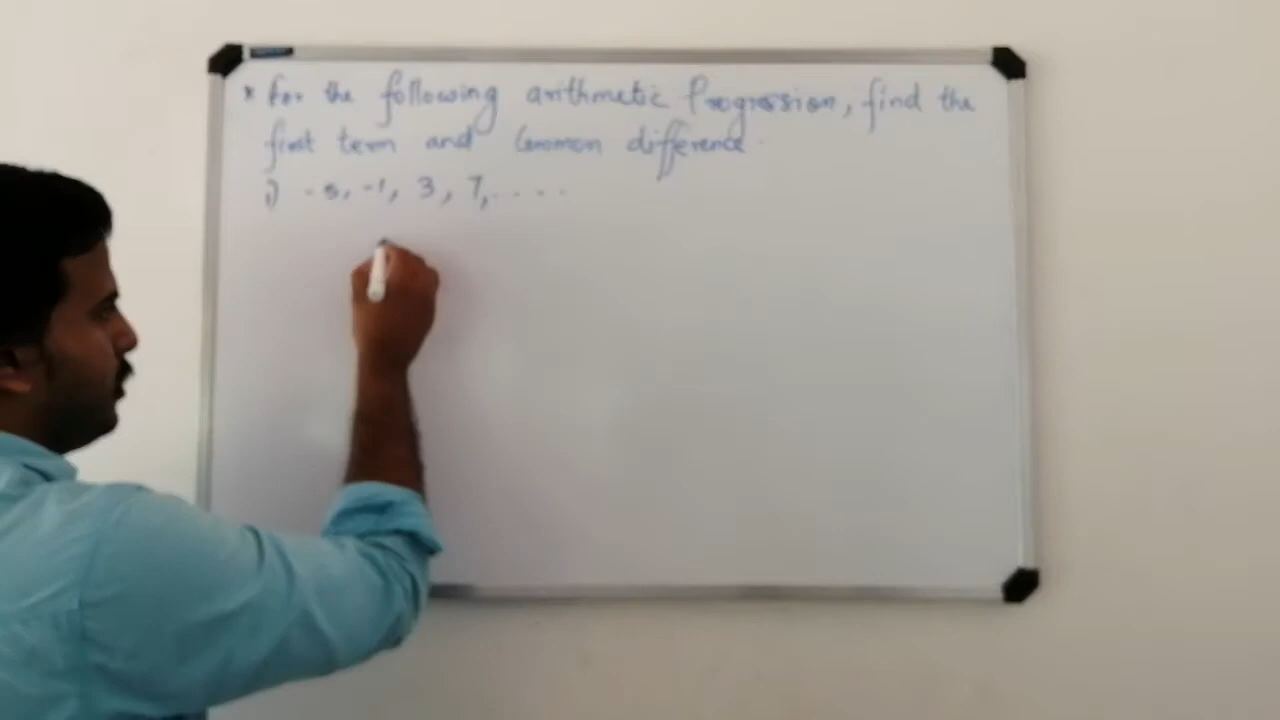 * For the following arithmetic Progression, find the
first term and Common difference.
i) -5, -1, 3, 7, ....